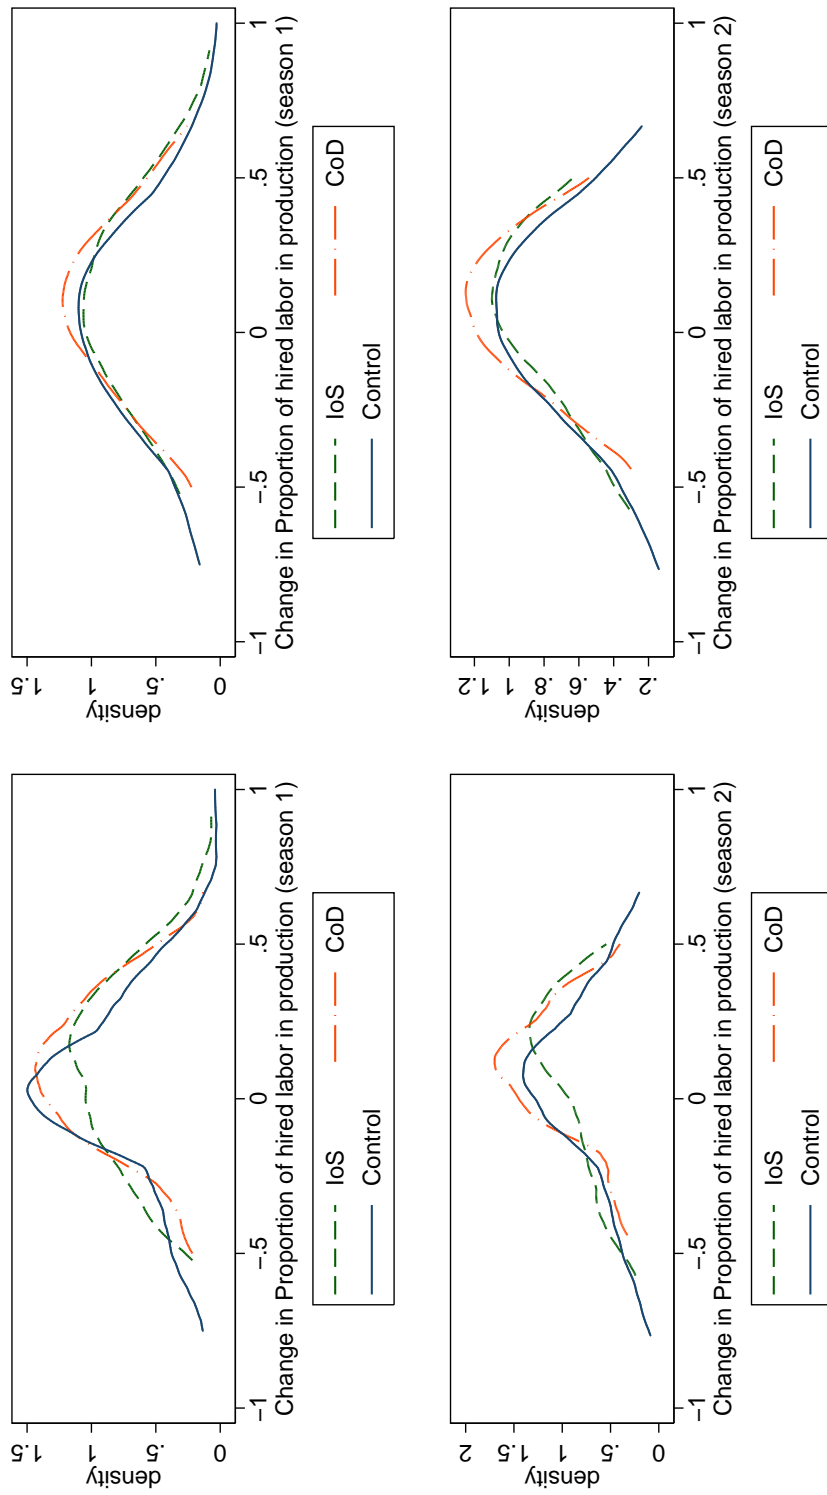 density
1.5
1
.5
0
−1
−.5
0
.5
1
Change in Proportion of hired labor in production (season 1)
IoS
CoD
Control
density
1.5
1
.5
0
−1
−.5
0
.5
1
Change in Proportion of hired labor in production (season 1)
IoS
CoD
Control
density
2
1.5
1
.5
0
−1
−.5
0
.5
1
Change in Proportion of hired labor in production (season 2)
IoS
CoD
Control
density
1.2
1
.8
.6
.4
.2
−1
−.5
0
.5
1
Change in Proportion of hired labor in production (season 2)
IoS
CoD
Control